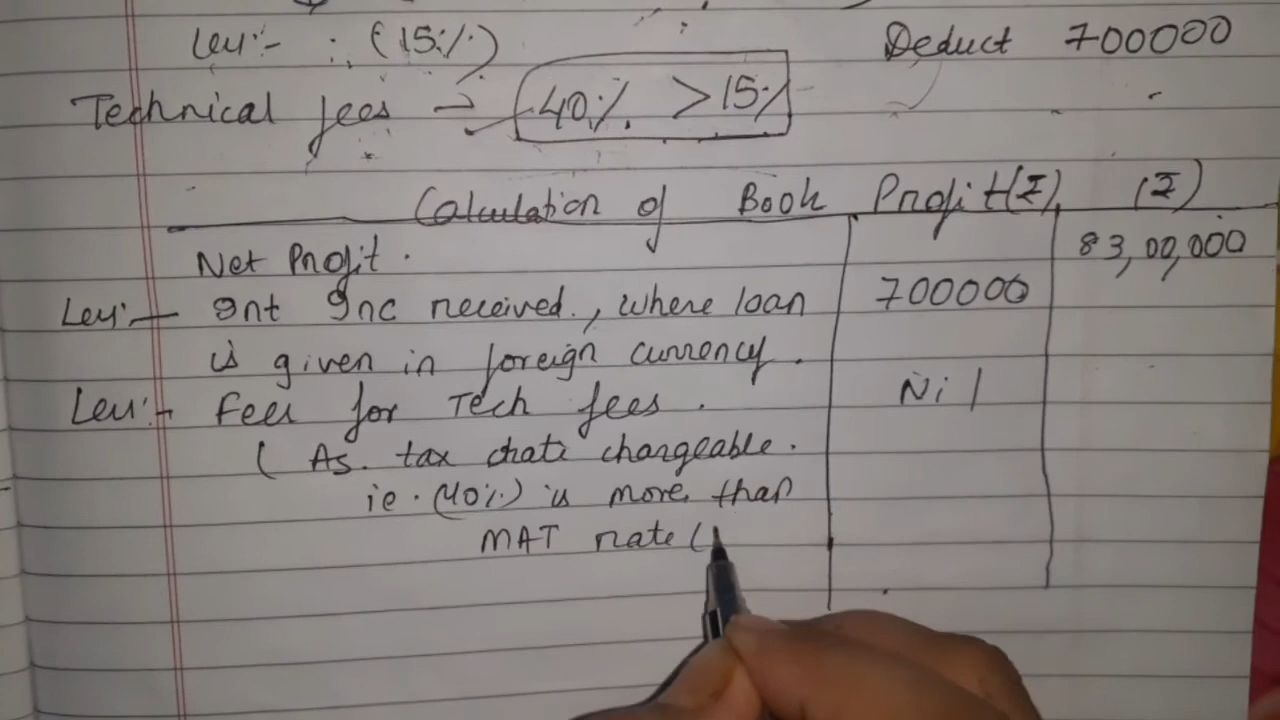 Less:- (15%) Deduct 700000
Technical fees → 40% > 15%
Calculation of Book Profit (₹) (₹)
Net Profit. 83,00,000
Less:- Int Inc received, where loan 700000
is given in foreign currency.
Less:- Fees for Tech fees. Nil
(As. tax rate chargeable.
ie. (40%) is more than
MAT rate (